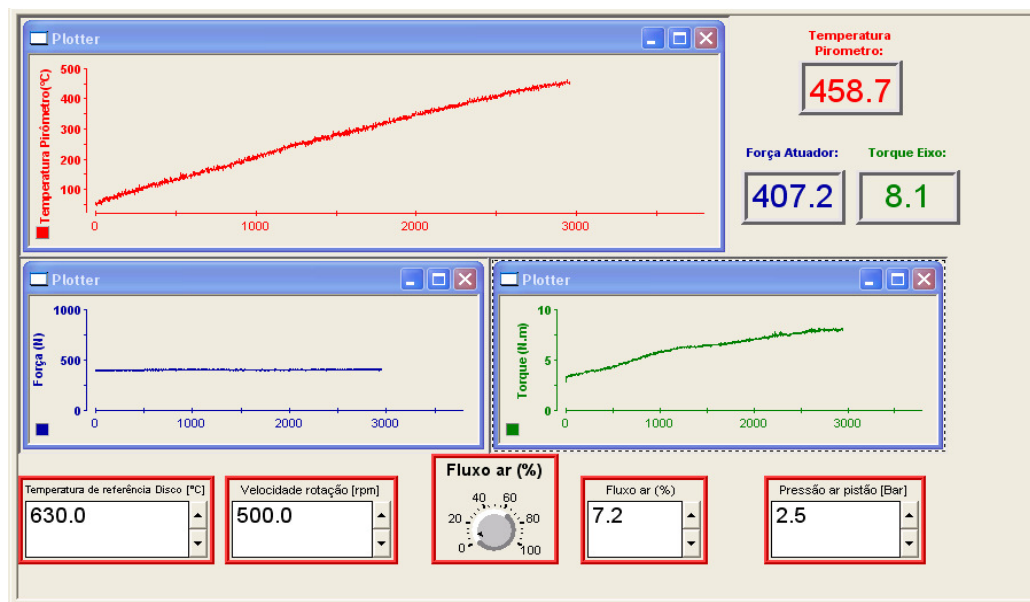 Plotter
Temperatura Pirômetro(ºC)
500
400
300
200
100
0
1000
2000
3000
Temperatura
Pirometro:
458.7
Força Atuador:
Torque Eixo:
407.2
8.1
Plotter
Força (N)
1000
500
0
0
1000
2000
3000
Plotter
Torque (N.m)
10
5
0
0
1000
2000
3000
Temperatura de referência Disco [ºC]
630.0
Velocidade rotação [rpm]
500.0
Fluxo ar (%)
0
20
40
60
80
100
Fluxo ar (%)
7.2
Pressão ar pistão [Bar]
2.5